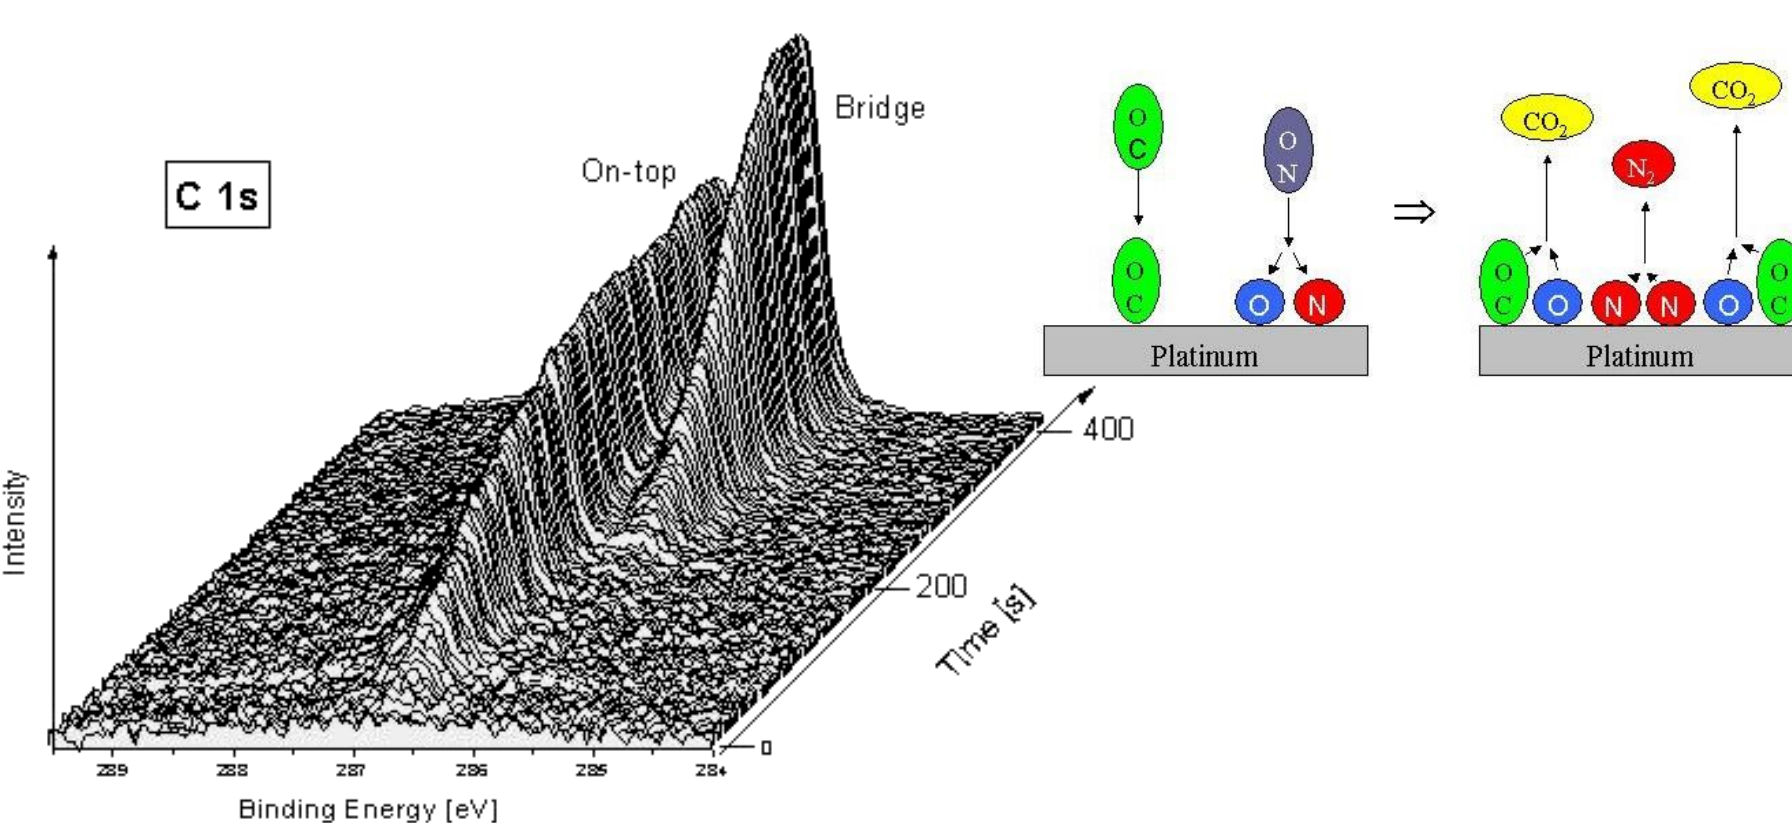 C 1s
On-top
Bridge
Intensity
289
288
287
286
285
284
Binding Energy [eV]
0
200
400
Time [s]
O
C
O
N
O
C
O
N
Platinum
⇒
CO₂
N₂
CO₂
O
C
O
N
N
O
O
C
Platinum